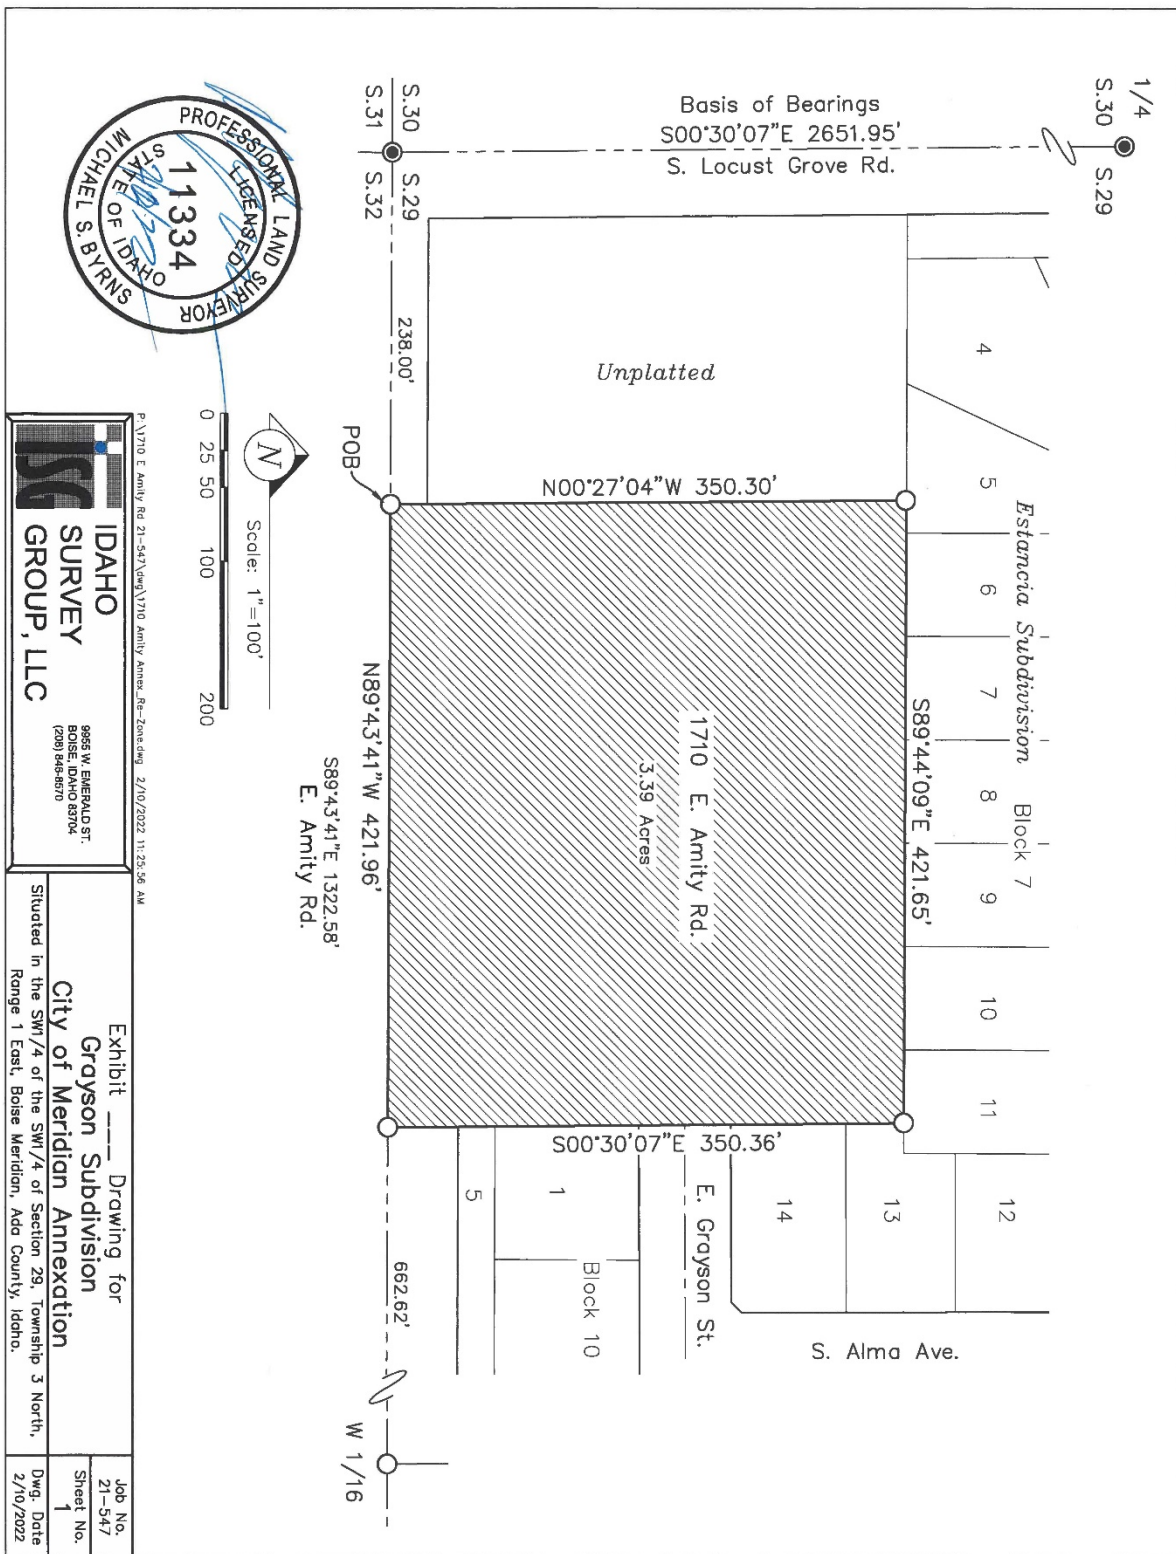 1/4
S.30
S.29
Basis of Bearings
S00°30'07"E 2651.95'
S. Locust Grove Rd.
S.30
S.29
S.31
S.32
238.00'
POB
Unplatted
N00°27'04"W 350.30'
4
5
6
7
8
9
10
11
12
13
14
Estancia Subdivision
Block 7
S89°44'09"E 421.65'
1710 E. Amity Rd.
3.39 Acres
N89°43'41"W 421.96'
S89°43'41"E 1322.58'
E. Amity Rd.
S00°30'07"E 350.36'
E. Grayson St.
S. Alma Ave.
1
5
Block 10
662.62'
W 1/16
N
Scale: 1"=100'
0 25 50 100 200
PROFESSIONAL LAND SURVEYOR
LICENSED
11334
STATE OF IDAHO
MICHAEL S. BYRNS
P:\1710 E Amity Rd 21-547\dwg\1710 Amity Annex_Re-Zone.dwg 2/10/2022 11:25:56 AM
ISG
IDAHO
SURVEY
GROUP, LLC
9955 W. EMERALD ST.
BOISE, IDAHO 83704
(208) 846-8570
Exhibit ___ Drawing for
Grayson Subdivision
City of Meridian Annexation
Situated in the SW1/4 of the SW1/4 of Section 29, Township 3 North,
Range 1 East, Boise Meridian, Ada County, Idaho.
Job No.
21-547
Sheet No.
1
Dwg. Date
2/10/2022